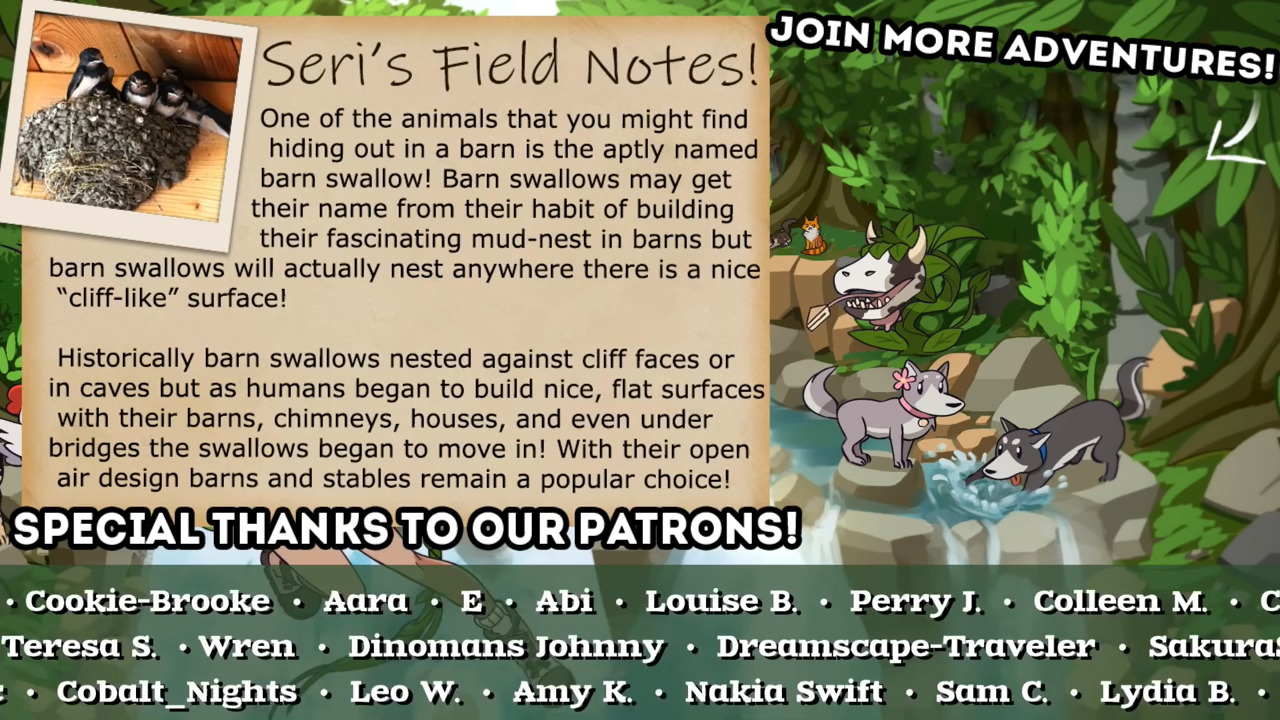 JOIN MORE ADVENTURES!
Seri's Field Notes!
One of the animals that you might find
hiding out in a barn is the aptly named
barn swallow! Barn swallows may get
their name from their habit of building
their fascinating mud-nest in barns but
barn swallows will actually nest anywhere there is a nice
“cliff-like” surface!
Historically barn swallows nested against cliff faces or
in caves but as humans began to build nice, flat surfaces
with their barns, chimneys, houses, and even under
bridges the swallows began to move in! With their open
air design barns and stables remain a popular choice!
SPECIAL THANKS TO OUR PATRONS!
· Cookie-Brooke · Aara · E · Abi · Louise B. · Perry J. · Colleen M. · C
Teresa S. · Wren · Dinomans Johnny · Dreamscape-Traveler · Sakuras
· Cobalt_Nights · Leo W. · Amy K. · Nakia Swift · Sam C. · Lydia B. ·